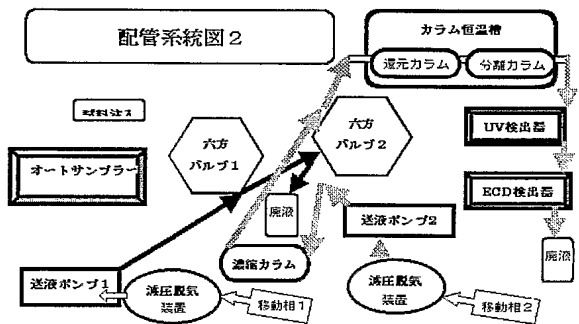 配管系統図2
カラム恒温槽
還元カラム
分離カラム
試料注入
六方
バルブ1
六方
バルブ2
UV検出器
オートサンプラー
ECD検出器
廃液
送液ポンプ2
濃縮カラム
廃液
送液ポンプ1
減圧脱気
装置
移動相1
減圧脱気
装置
移動相2